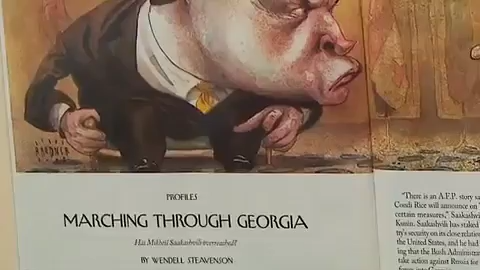 PROFILES
MARCHING THROUGH GEORGIA
Has Mikheil Saakashvili overreached?
BY WENDELL STEAVENSON
"There is an A.F.P. story sa
Condi Rice will announce on
certain measures," Saakashvi
Komin. Saakashvili has staked
try's security on its close relatio
the United States, and he had
ing that the Bush Administra
take action against Russia for